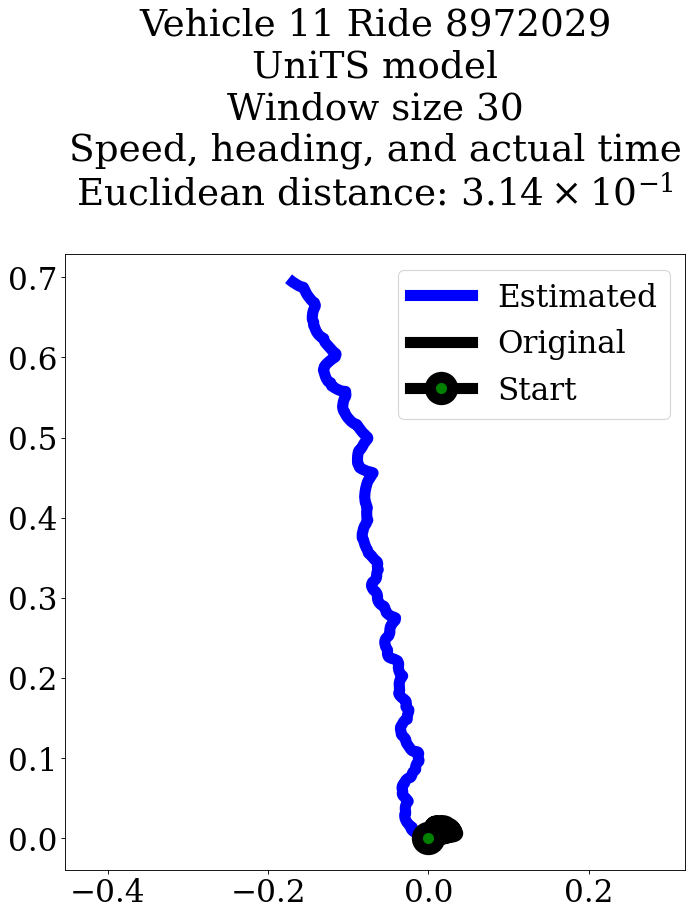 Vehicle 11 Ride 8972029
UniTS model
Window size 30
Speed, heading, and actual time
Euclidean distance: 3.14 × 10⁻¹
0.7
0.6
0.5
0.4
0.3
0.2
0.1
0.0
Estimated
Original
Start
−0.4
−0.2
0.0
0.2